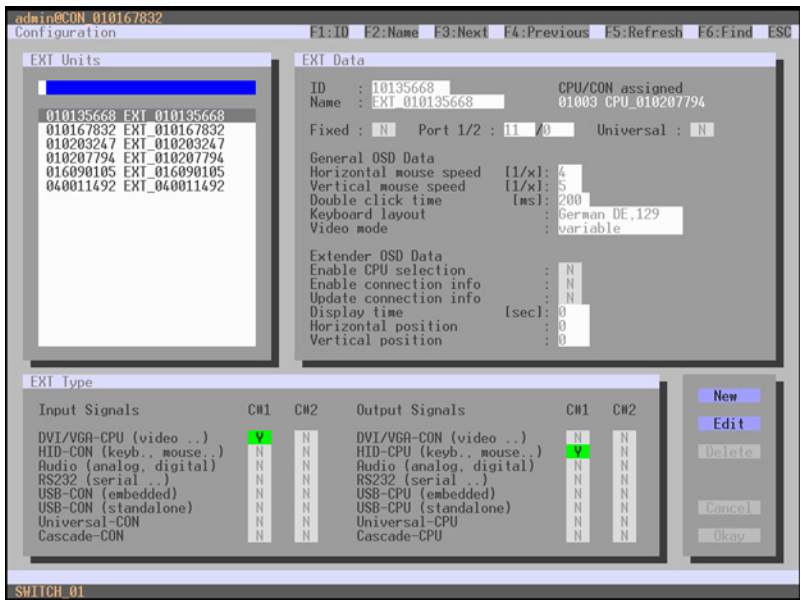 admin@CON_010167832
Configuration F1:ID F2:Name F3:Next F4:Previous F5:Refresh F6:Find ESC
EXT Units
010135668 EXT_010135668
010167832 EXT_010167832
010203247 EXT_010203247
010207794 EXT_010207794
016090105 EXT_016090105
040011492 EXT_040011492
EXT Data
ID : 10135668 CPU/CON assigned
Name : EXT_010135668 01003 CPU_010207794
Fixed : N Port 1/2 : 11 /0 Universal : N
General OSD Data
Horizontal mouse speed [1/x]: 4
Vertical mouse speed [1/x]: 5
Double click time [ms]: 200
Keyboard layout : German DE,129
Video mode : variable
Extender OSD Data
Enable CPU selection : N
Enable connection info : N
Update connection info : N
Display time [sec]: 0
Horizontal position : 0
Vertical position : 0
EXT Type
Input Signals C#1 C#2 Output Signals C#1 C#2
DVI/VGA-CPU (video ..) Y N DVI/VGA-CON (video ..) N N
HID-CON (keyb., mouse..) N N HID-CPU (keyb., mouse..) Y N
Audio (analog, digital) N N Audio (analog, digital) N N
RS232 (serial ..) N N RS232 (serial ..) N N
USB-CON (embedded) N N USB-CPU (embedded) N N
USB-CON (standalone) N N USB-CPU (standalone) N N
Universal-CON N N Universal-CPU N N
Cascade-CON N N Cascade-CPU N N
New
Edit
Delete
Cancel
Okay
SWITCH_01